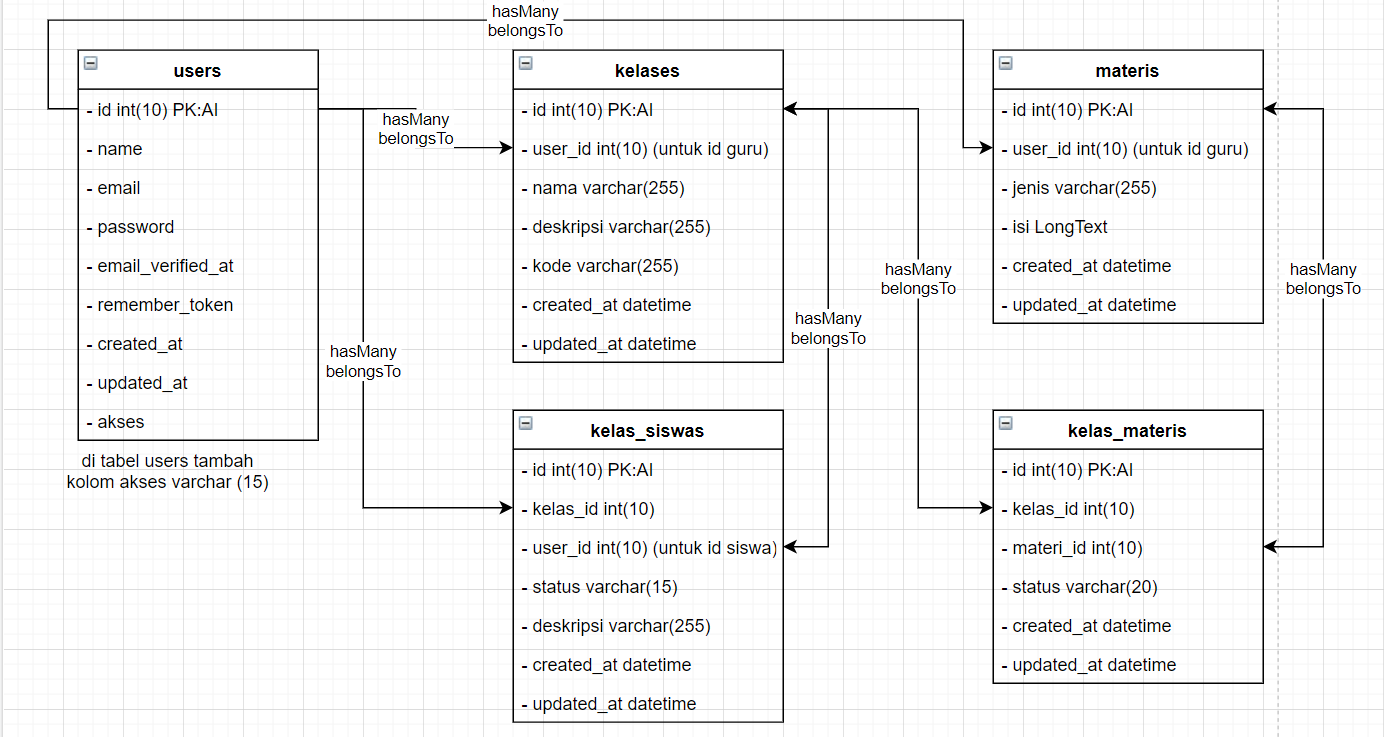 hasMany
belongsTo
users
- id int(10) PK:AI
- name
- email
- password
- email_verified_at
- remember_token
- created_at
- updated_at
- akses
di tabel users tambah
kolom akses varchar (15)
hasMany
belongsTo
hasMany
belongsTo
kelases
- id int(10) PK:AI
- user_id int(10) (untuk id guru)
- nama varchar(255)
- deskripsi varchar(255)
- kode varchar(255)
- created_at datetime
- updated_at datetime
hasMany
belongsTo
hasMany
belongsTo
materis
- id int(10) PK:AI
- user_id int(10) (untuk id guru)
- jenis varchar(255)
- isi LongText
- created_at datetime
- updated_at datetime
hasMany
belongsTo
kelas_siswas
- id int(10) PK:AI
- kelas_id int(10)
- user_id int(10) (untuk id siswa)
- status varchar(15)
- deskripsi varchar(255)
- created_at datetime
- updated_at datetime
kelas_materis
- id int(10) PK:AI
- kelas_id int(10)
- materi_id int(10)
- status varchar(20)
- created_at datetime
- updated_at datetime